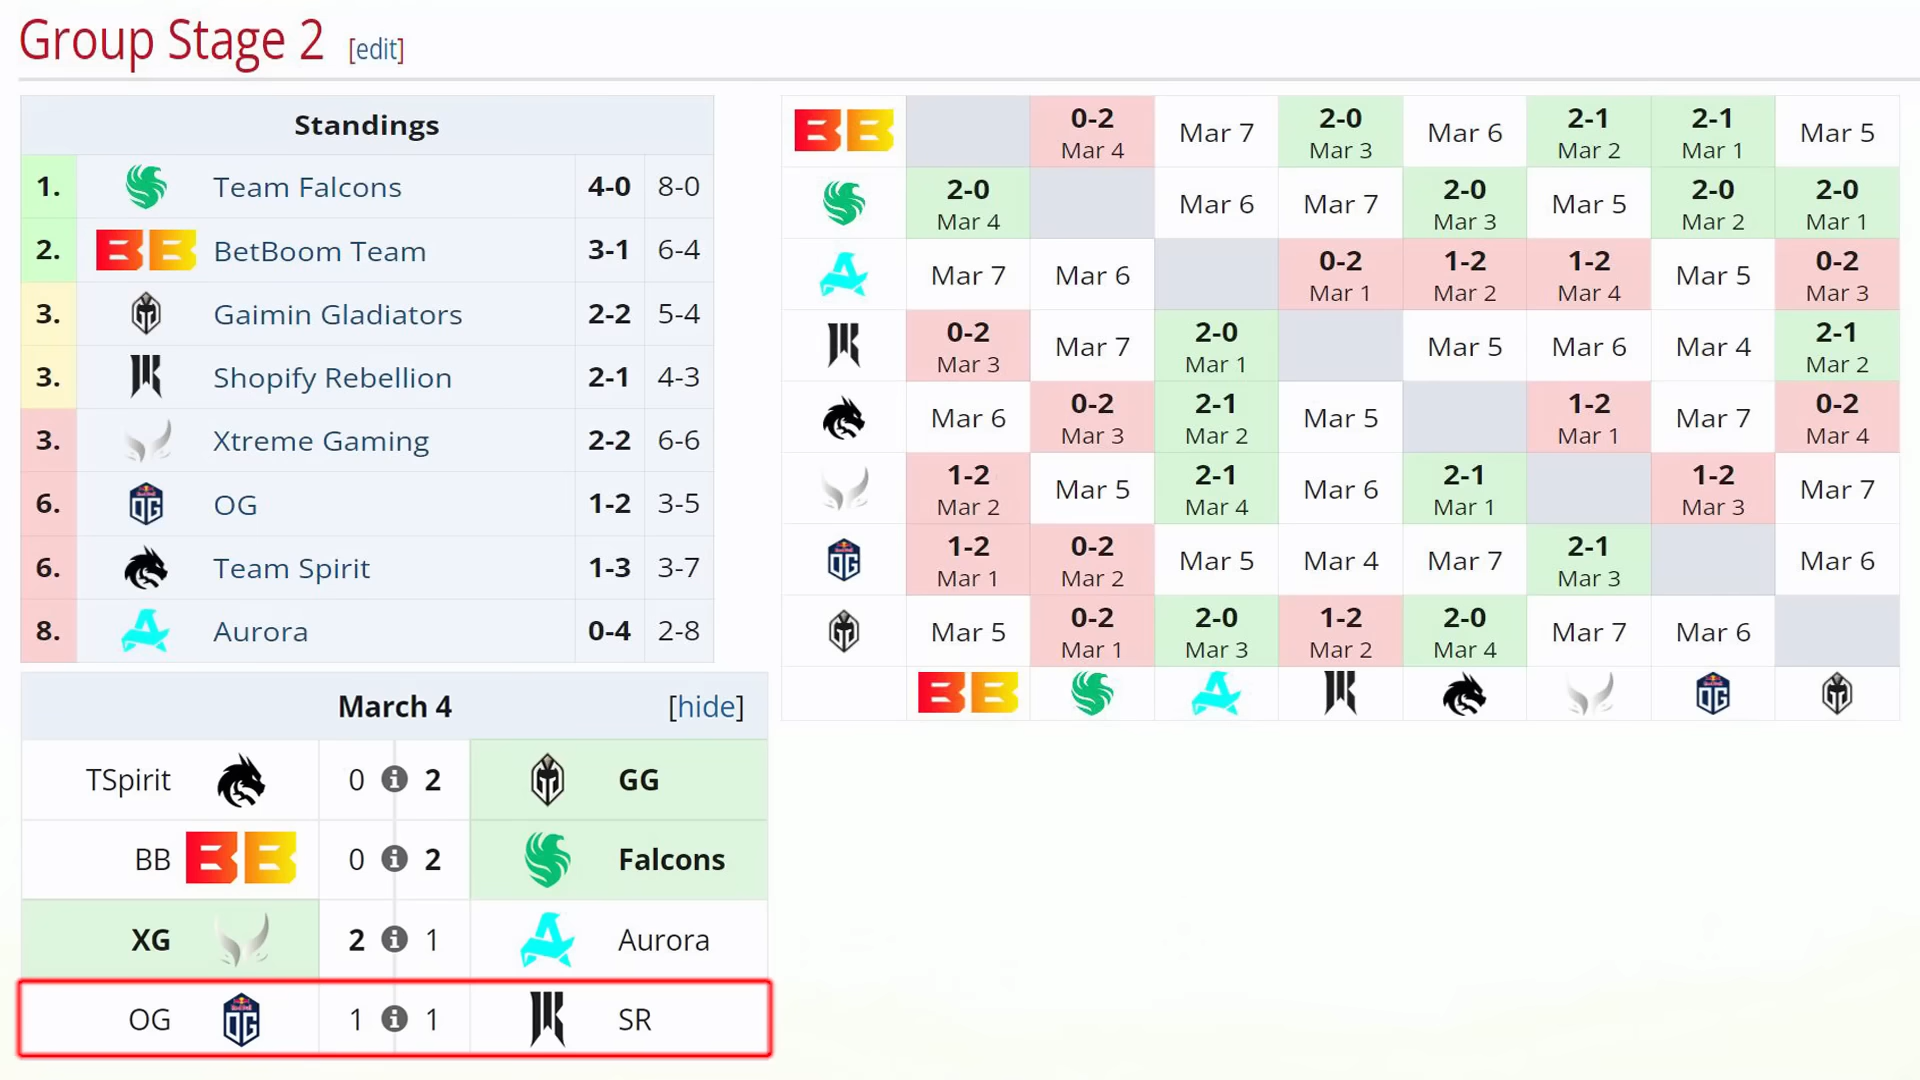 Group Stage 2 [edit]
Standings
1. Team Falcons 4-0 8-0
2. BB BetBoom Team 3-1 6-4
3. Gaimin Gladiators 2-2 5-4
3. Shopify Rebellion 2-1 4-3
3. Xtreme Gaming 2-2 6-6
6. OG OG 1-2 3-5
6. Team Spirit 1-3 3-7
8. Aurora 0-4 2-8
BB 0-2 Mar 7 2-0 Mar 6 2-1 2-1 Mar 5
Mar 4 Mar 3 Mar 2 Mar 1
2-0 Mar 6 Mar 7 2-0 Mar 5 2-0 2-0
Mar 4 Mar 3 Mar 2 Mar 1
Mar 7 Mar 6 0-2 1-2 1-2 Mar 5 0-2
Mar 1 Mar 2 Mar 4 Mar 3
0-2 Mar 7 2-0 Mar 5 Mar 6 Mar 4 2-1
Mar 3 Mar 1 Mar 2
Mar 6 0-2 2-1 Mar 5 1-2 Mar 7 0-2
Mar 3 Mar 2 Mar 1 Mar 4
1-2 Mar 5 2-1 Mar 6 2-1 1-2 Mar 7
Mar 2 Mar 4 Mar 1 Mar 3
OG 1-2 0-2 Mar 5 Mar 4 Mar 7 2-1 Mar 6
Mar 1 Mar 2 Mar 3
Mar 5 0-2 2-0 1-2 2-0 Mar 7 Mar 6
Mar 1 Mar 3 Mar 2 Mar 4
BB OG
March 4 [hide]
TSpirit 0 i 2 GG
BB BB 0 i 2 Falcons
XG 2 i 1 Aurora
OG OG 1 i 1 SR